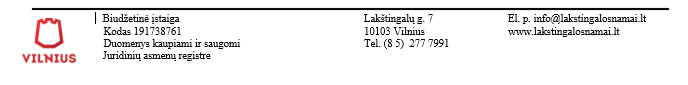 VILNIUS
Biudžetinė įstaiga
Kodas 191738761
Duomenys kaupiami ir saugomi
Juridinių asmenų registre
Lakštingalų g. 7
10103 Vilnius
Tel. (8 5) 277 7991
El. p. info@lakstingalosnamai.lt
www.lakstingalosnamai.lt